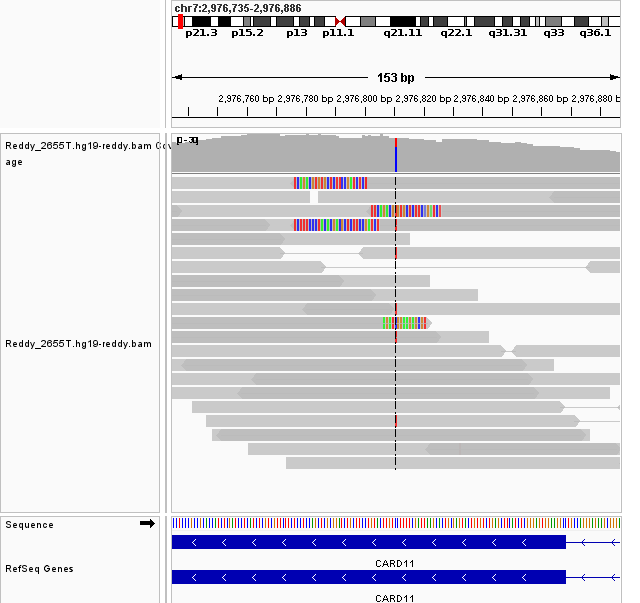 chr7:2,976,735-2,976,886
p21.3 p15.2 p13 p11.1 q21.11 q22.1 q31.31 q33 q36.1
153 bp
2,976,760 bp 2,976,780 bp 2,976,800 bp 2,976,820 bp 2,976,840 bp 2,976,860 bp 2,976,880 b
Reddy_2655T.hg19-reddy.bam Cov
age
Reddy_2655T.hg19-reddy.bam
Sequence
RefSeq Genes
CARD11
CARD11